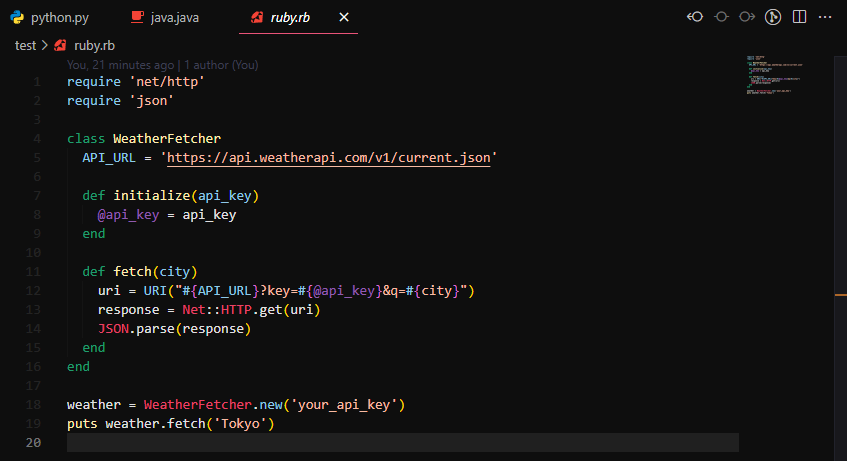 python.py java.java ruby.rb
test > ruby.rb
You, 21 minutes ago | 1 author (You)
1 require 'net/http'
2 require 'json'
3
4 class WeatherFetcher
5   API_URL = 'https://api.weatherapi.com/v1/current.json'
6
7   def initialize(api_key)
8     @api_key = api_key
9   end
10
11   def fetch(city)
12     uri = URI("#{API_URL}?key=#{@api_key}&q=#{city}")
13     response = Net::HTTP.get(uri)
14     JSON.parse(response)
15   end
16 end
17
18 weather = WeatherFetcher.new('your_api_key')
19 puts weather.fetch('Tokyo')
20